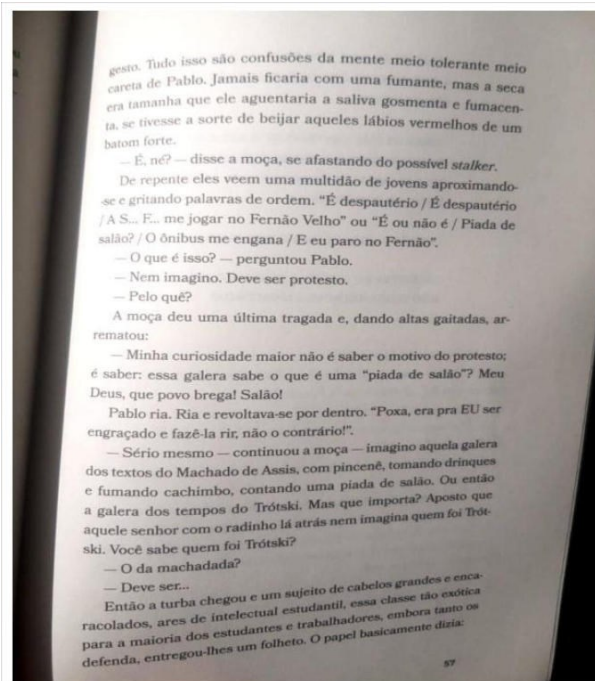 gesto. Tudo isso são confusões da mente meio tolerante meio
careta de Pablo. Jamais ficaria com uma fumante, mas a seca
era tamanha que ele aguentaria a saliva gosmenta e fumacen-
ta, se tivesse a sorte de beijar aqueles lábios vermelhos de um
batom forte.
— É, né? — disse a moça, se afastando do possível stalker.
De repente eles veem uma multidão de jovens aproximando-
-se e gritando palavras de ordem. “É despautério / É despautério
/ A S... F... me jogar no Fernão Velho” ou “É ou não é / Piada de
salão? / O ônibus me engana / E eu paro no Fernão”.
— O que é isso? — perguntou Pablo.
— Nem imagino. Deve ser protesto.
— Pelo quê?
A moça deu uma última tragada e, dando altas gaitadas, ar-
rematou:
— Minha curiosidade maior não é saber o motivo do protesto;
é saber: essa galera sabe o que é uma “piada de salão”? Meu
Deus, que povo brega! Salão!
Pablo ria. Ria e revoltava-se por dentro. “Poxa, era pra EU ser
engraçado e fazê-la rir, não o contrário!”.
— Sério mesmo — continuou a moça — imagino aquela galera
dos textos do Machado de Assis, com pincenê, tomando drinques
e fumando cachimbo, contando uma piada de salão. Ou então
a galera dos tempos do Trótski. Mas que importa? Aposto que
aquele senhor com o radinho lá atrás nem imagina quem foi Trót-
ski. Você sabe quem foi Trótski?
— O da machadada?
— Deve ser...
Então a turba chegou e um sujeito de cabelos grandes e enca-
racolados, ares de intelectual estudantil, essa classe tão exótica
para a maioria dos estudantes e trabalhadores, embora tanto os
defenda, entregou-lhes um folheto. O papel basicamente dizia:
57